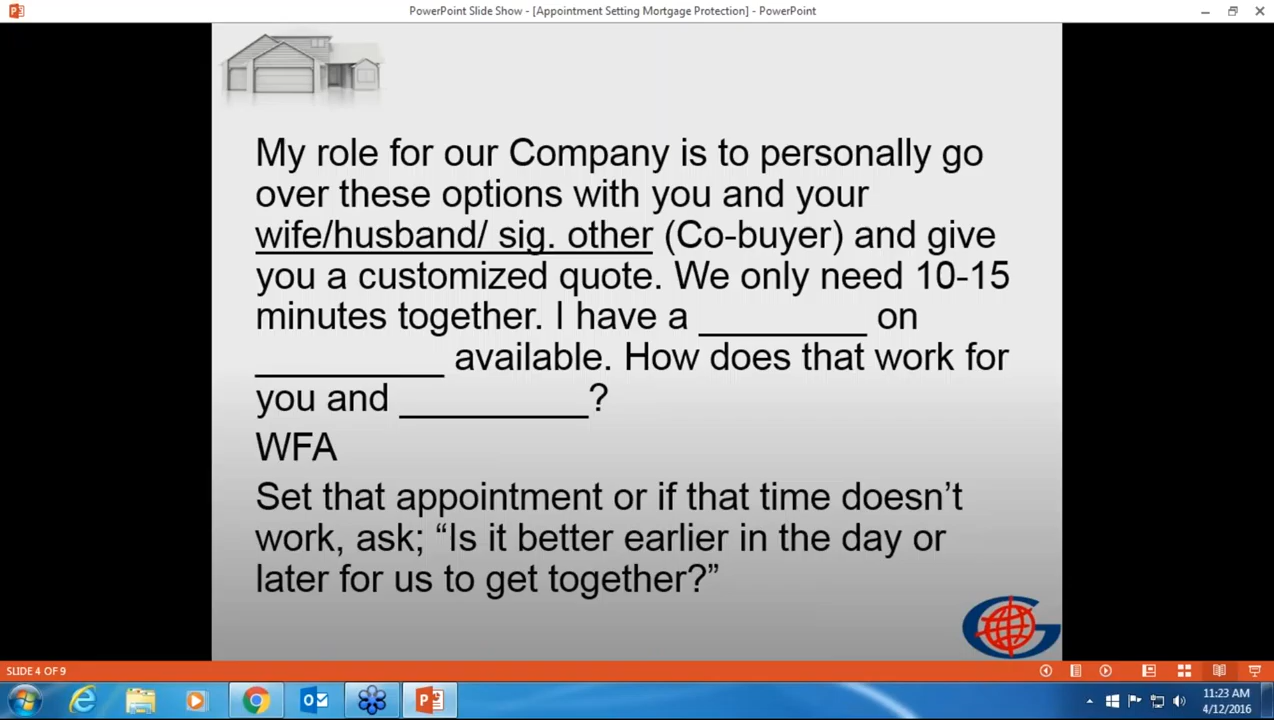 PowerPoint Slide Show - [Appointment Setting Mortgage Protection] - PowerPoint
My role for our Company is to personally go
over these options with you and your
wife/husband/ sig. other (Co-buyer) and give
you a customized quote. We only need 10-15
minutes together. I have a ________ on
_________ available. How does that work for
you and _________?
WFA
Set that appointment or if that time doesn’t
work, ask; “Is it better earlier in the day or
later for us to get together?”
G
SLIDE 4 OF 9
11:23 AM
4/12/2016